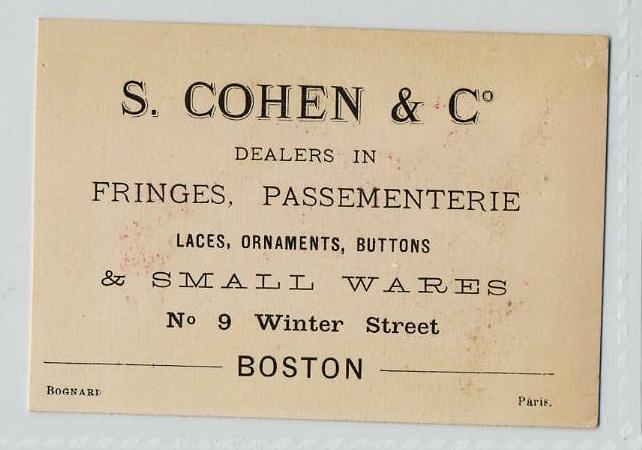 S. COHEN & Cº
DEALERS IN
FRINGES, PASSEMENTERIE
LACES, ORNAMENTS, BUTTONS
& SMALL WARES
Nº 9 Winter Street
BOSTON
BOGNARD Paris.